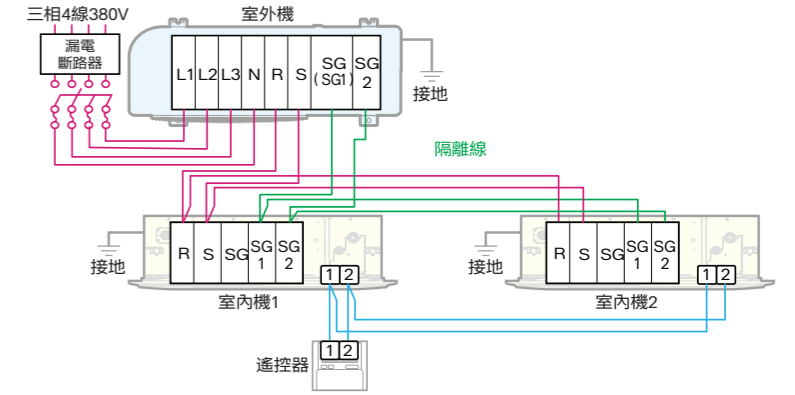 三相4線380V
室外機
漏電
斷路器
L1 L2 L3 N R S SG (SG1) SG 2
接地
隔離線
R S SG SG 1 SG 2
接地
1 2
室內機1
R S SG SG 1 SG 2
接地
1 2
室內機2
1 2
遙控器